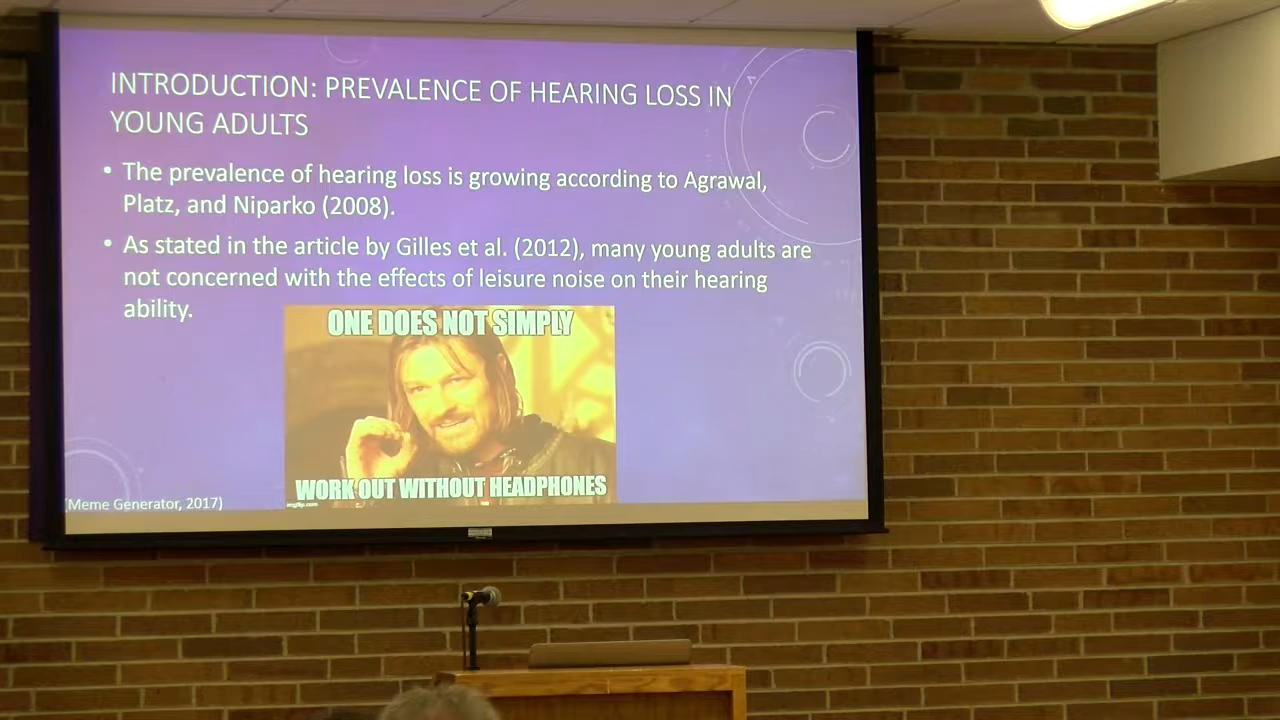 INTRODUCTION: PREVALENCE OF HEARING LOSS IN
YOUNG ADULTS
• The prevalence of hearing loss is growing according to Agrawal,
Platz, and Niparko (2008).
• As stated in the article by Gilles et al. (2012), many young adults are
not concerned with the effects of leisure noise on their hearing
ability.
ONE DOES NOT SIMPLY
WORK OUT WITHOUT HEADPHONES
imgflip.com
(Meme Generator, 2017)